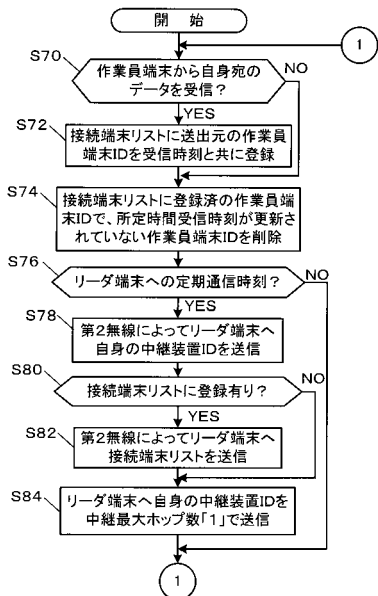 開 始
1
S70
作業員端末から自身宛の
データを受信？
NO
YES
S72
接続端末リストに送出元の作業員
端末IDを受信時刻と共に登録
S74
接続端末リストに登録済の作業員端
末IDで、所定時間受信時刻が更新さ
れていない作業員端末IDを削除
S76
リーダ端末への定期通信時刻？
NO
YES
S78
第2無線によってリーダ端末へ
自身の中継装置IDを送信
S80
接続端末リストに登録有り？
NO
YES
S82
第2無線によってリーダ端末へ
接続端末リストを送信
S84
リーダ端末へ自身の中継装置IDを
中継最大ホップ数「1」で送信
1